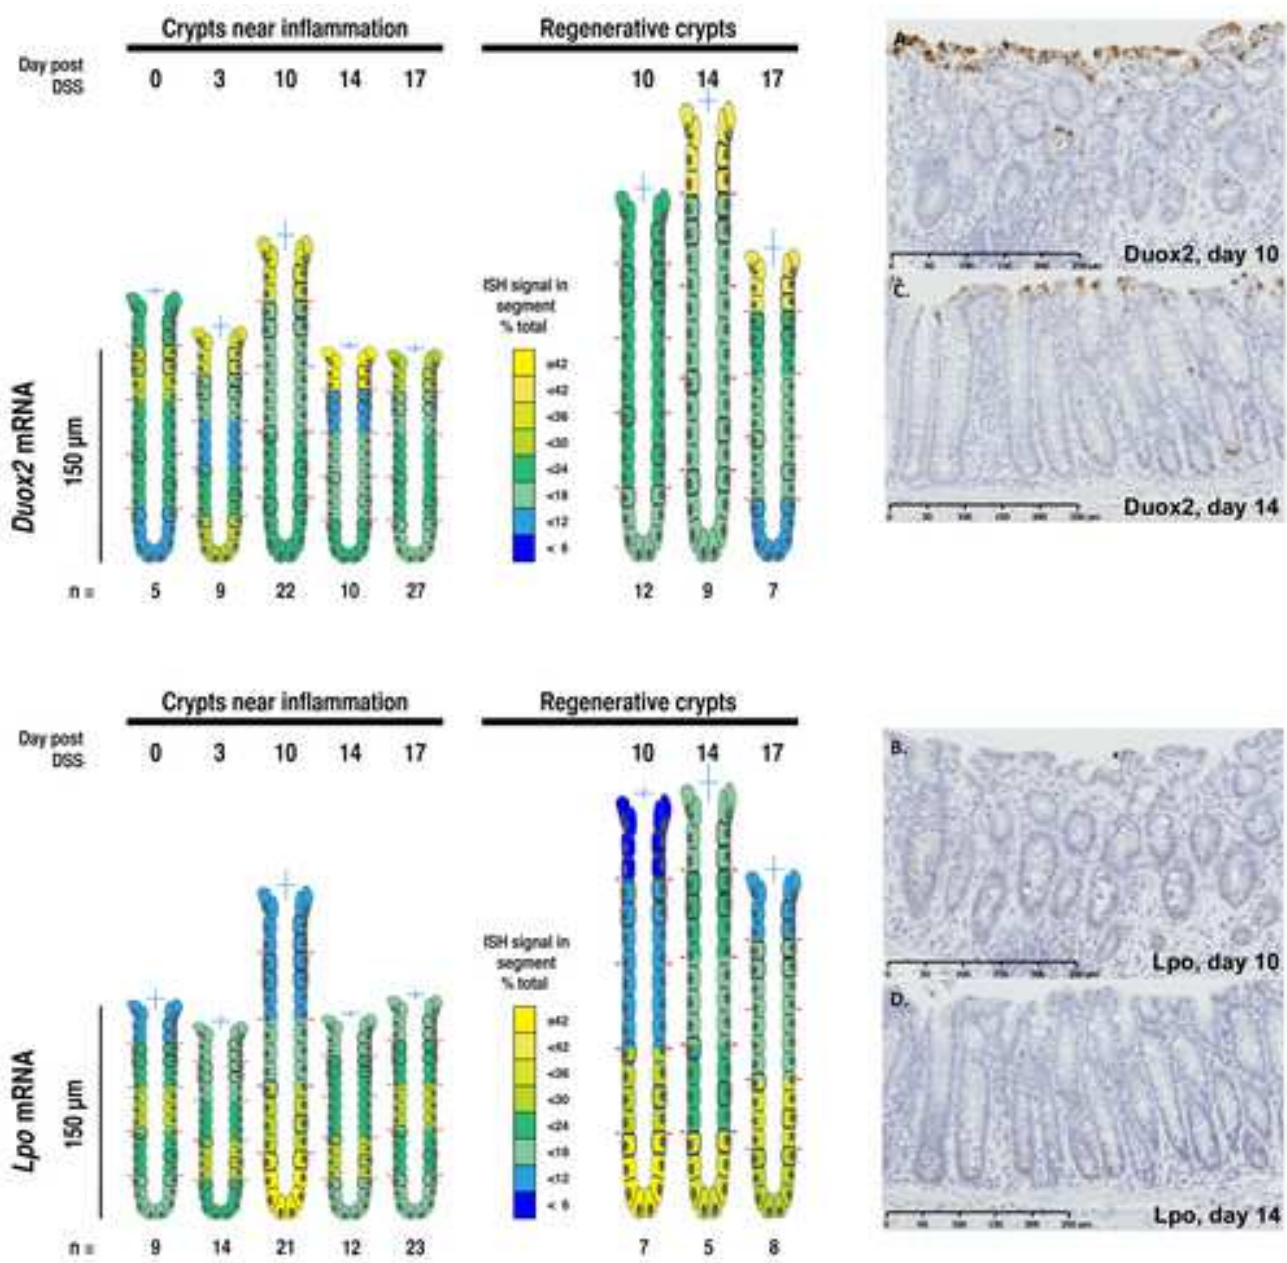 Crypts near inflammation
Regenerative crypts
Day post
DSS
0 3 10 14 17
10 14 17
Duox2 mRNA
150 µm
ISH signal in
segment
% total
≥42
<42
<36
<30
<24
<18
<12
< 6
n = 5 9 22 10 27
12 9 7
A.
Duox2, day 10
C.
Duox2, day 14
Crypts near inflammation
Regenerative crypts
Day post
DSS
0 3 10 14 17
10 14 17
Lpo mRNA
150 µm
ISH signal in
segment
% total
≥42
<42
<36
<30
<24
<18
<12
< 6
n = 9 14 21 12 23
7 5 8
B.
Lpo, day 10
D.
Lpo, day 14